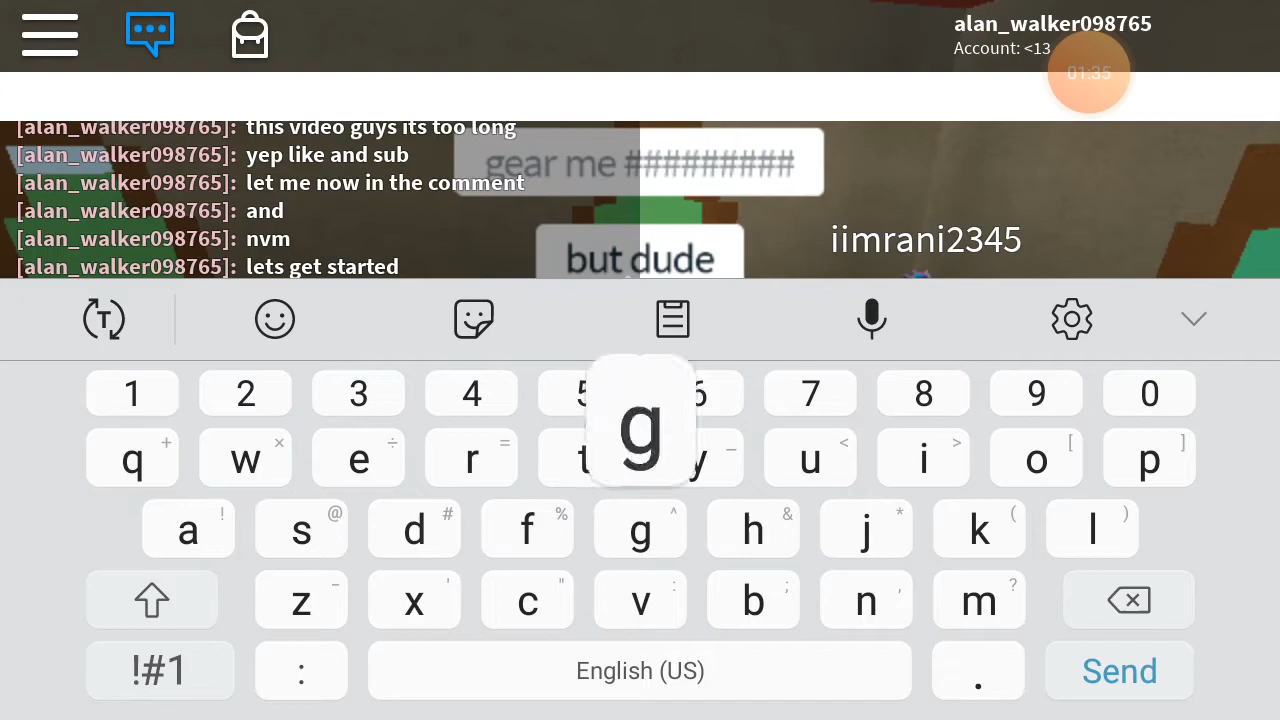 alan_walker098765
Account: <13
01:35
[alan_walker098765]: this video guys its too long
[alan_walker098765]: yep like and sub
[alan_walker098765]: let me now in the comment
[alan_walker098765]: and
[alan_walker098765]: nvm
[alan_walker098765]: lets get started
gear me #########
but dude
iimrani2345
T
1 2 3 4 5 6 7 8 9 0
g
q + w × e ÷ r = t y _ u < i > o [ p ]
a ! s @ d # f % g ^ h & j * k ( l )
z - x ' c " v : b ; n , m ?
!#1 : English (US) . Send